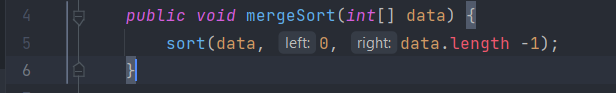 4 public void mergeSort(int[] data) {
5 sort(data, left: 0, right: data.length -1);
6 }